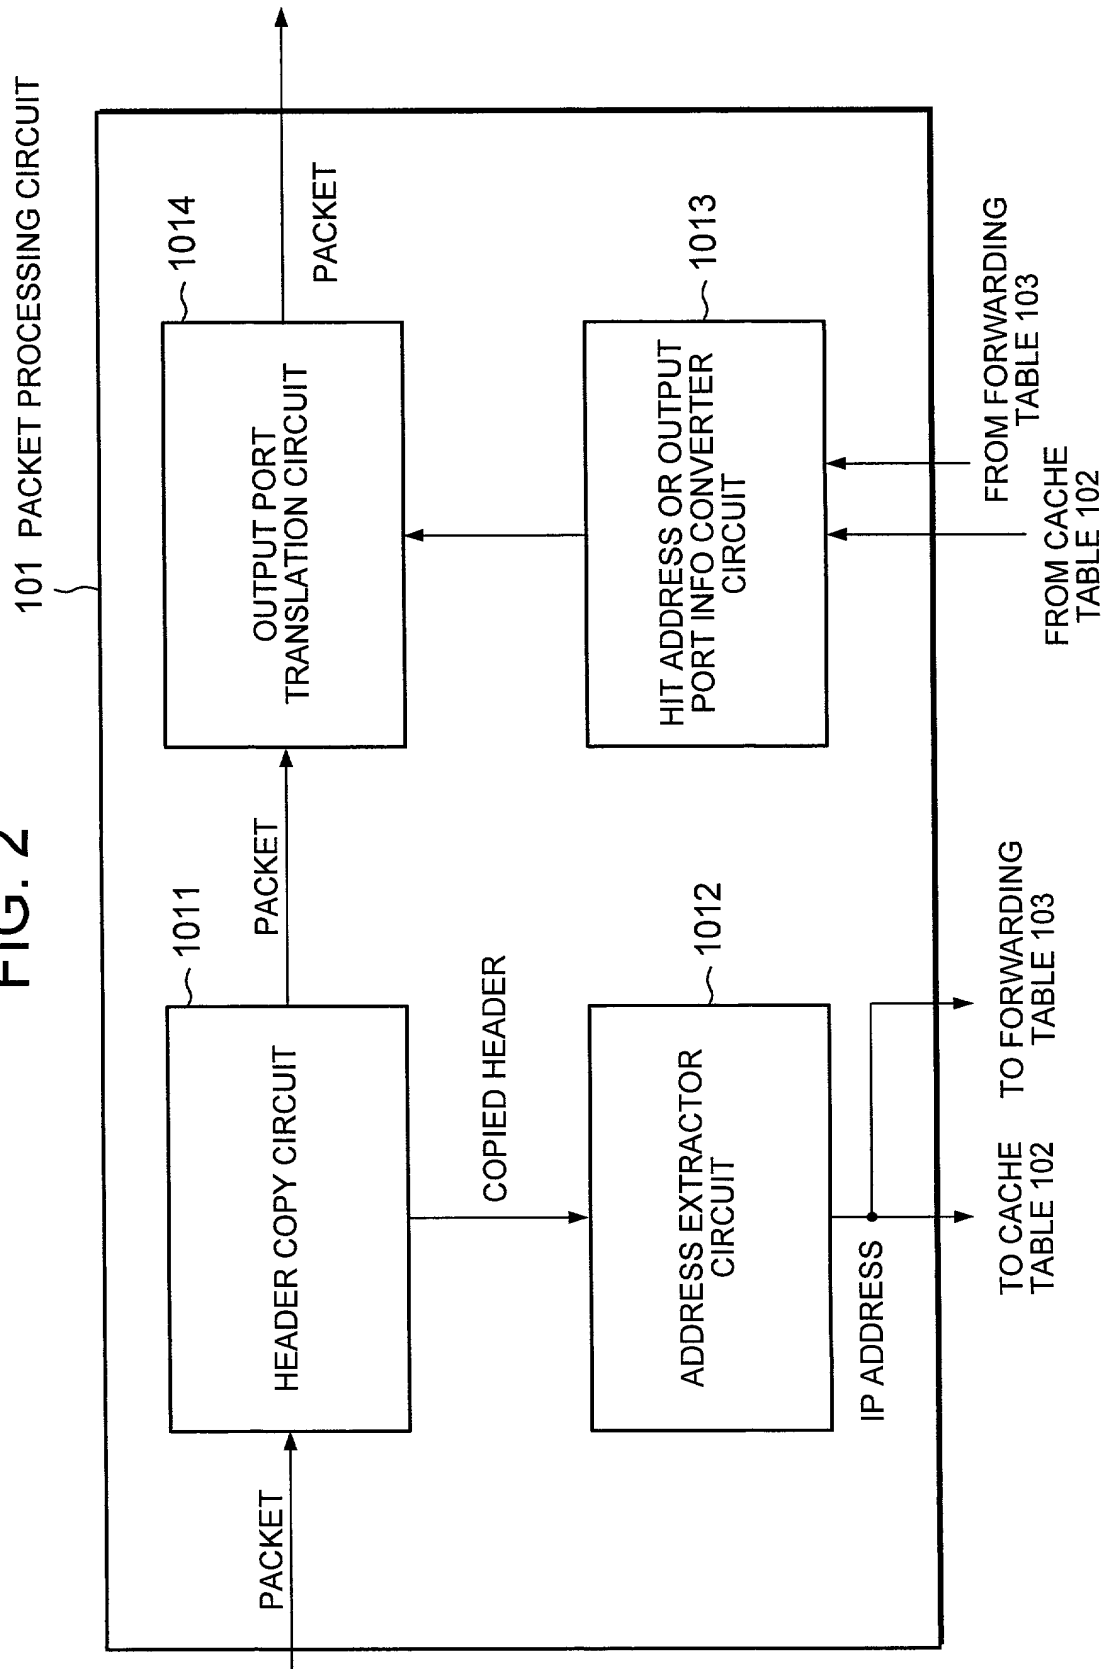 FIG. 2
101 PACKET PROCESSING CIRCUIT
PACKET
1011
HEADER COPY CIRCUIT
PACKET
1014
OUTPUT PORT
TRANSLATION CIRCUIT
PACKET
COPIED HEADER
1012
ADDRESS EXTRACTOR
CIRCUIT
1013
HIT ADDRESS OR OUTPUT
PORT INFO CONVERTER
CIRCUIT
IP ADDRESS
TO CACHE
TABLE 102
TO FORWARDING
TABLE 103
FROM CACHE
TABLE 102
FROM FORWARDING
TABLE 103